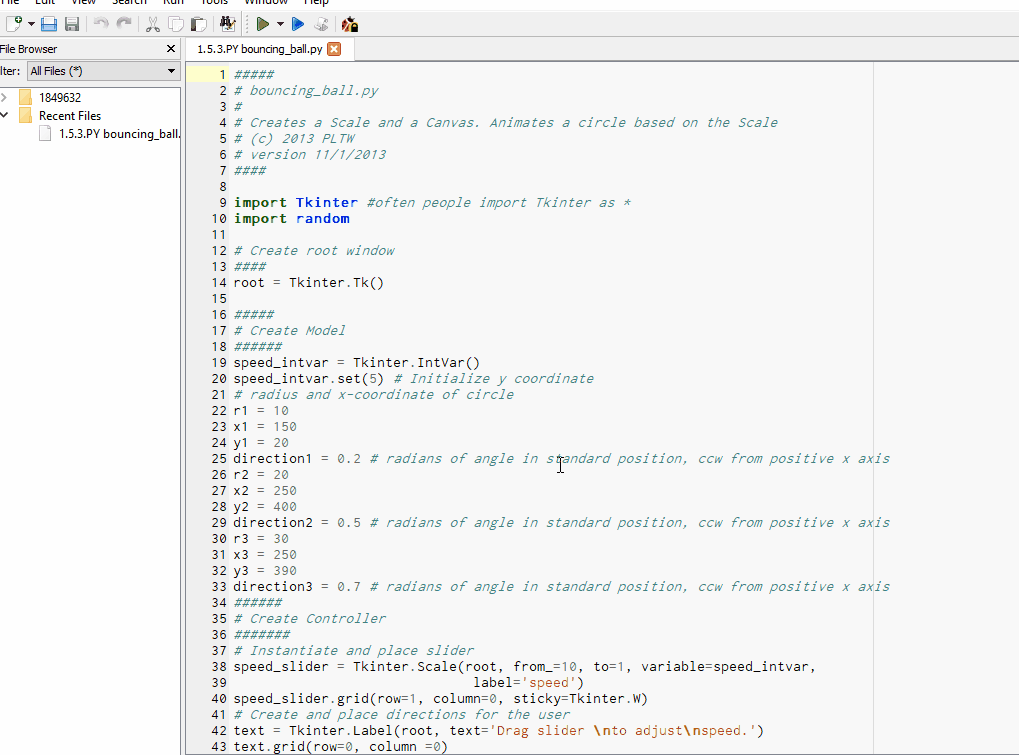 File Edit View Search Run Tools Window Help
File Browser
1.5.3.PY bouncing_ball.py
lter: All Files (*)
1849632
Recent Files
1.5.3.PY bouncing_ball.
1 #####
2 # bouncing_ball.py
3 #
4 # Creates a Scale and a Canvas. Animates a circle based on the Scale
5 # (c) 2013 PLTW
6 # version 11/1/2013
7 ####
8
9 import Tkinter #often people import Tkinter as *
10 import random
11
12 # Create root window
13 ####
14 root = Tkinter.Tk()
15
16 #####
17 # Create Model
18 ######
19 speed_intvar = Tkinter.IntVar()
20 speed_intvar.set(5) # Initialize y coordinate
21 # radius and x-coordinate of circle
22 r1 = 10
23 x1 = 150
24 y1 = 20
25 direction1 = 0.2 # radians of angle in standard position, ccw from positive x axis
26 r2 = 20
27 x2 = 250
28 y2 = 400
29 direction2 = 0.5 # radians of angle in standard position, ccw from positive x axis
30 r3 = 30
31 x3 = 250
32 y3 = 390
33 direction3 = 0.7 # radians of angle in standard position, ccw from positive x axis
34 ######
35 # Create Controller
36 #######
37 # Instantiate and place slider
38 speed_slider = Tkinter.Scale(root, from_=10, to=1, variable=speed_intvar,
39 label='speed')
40 speed_slider.grid(row=1, column=0, sticky=Tkinter.W)
41 # Create and place directions for the user
42 text = Tkinter.Label(root, text='Drag slider \nto adjust\nspeed.')
43 text.grid(row=0, column =0)